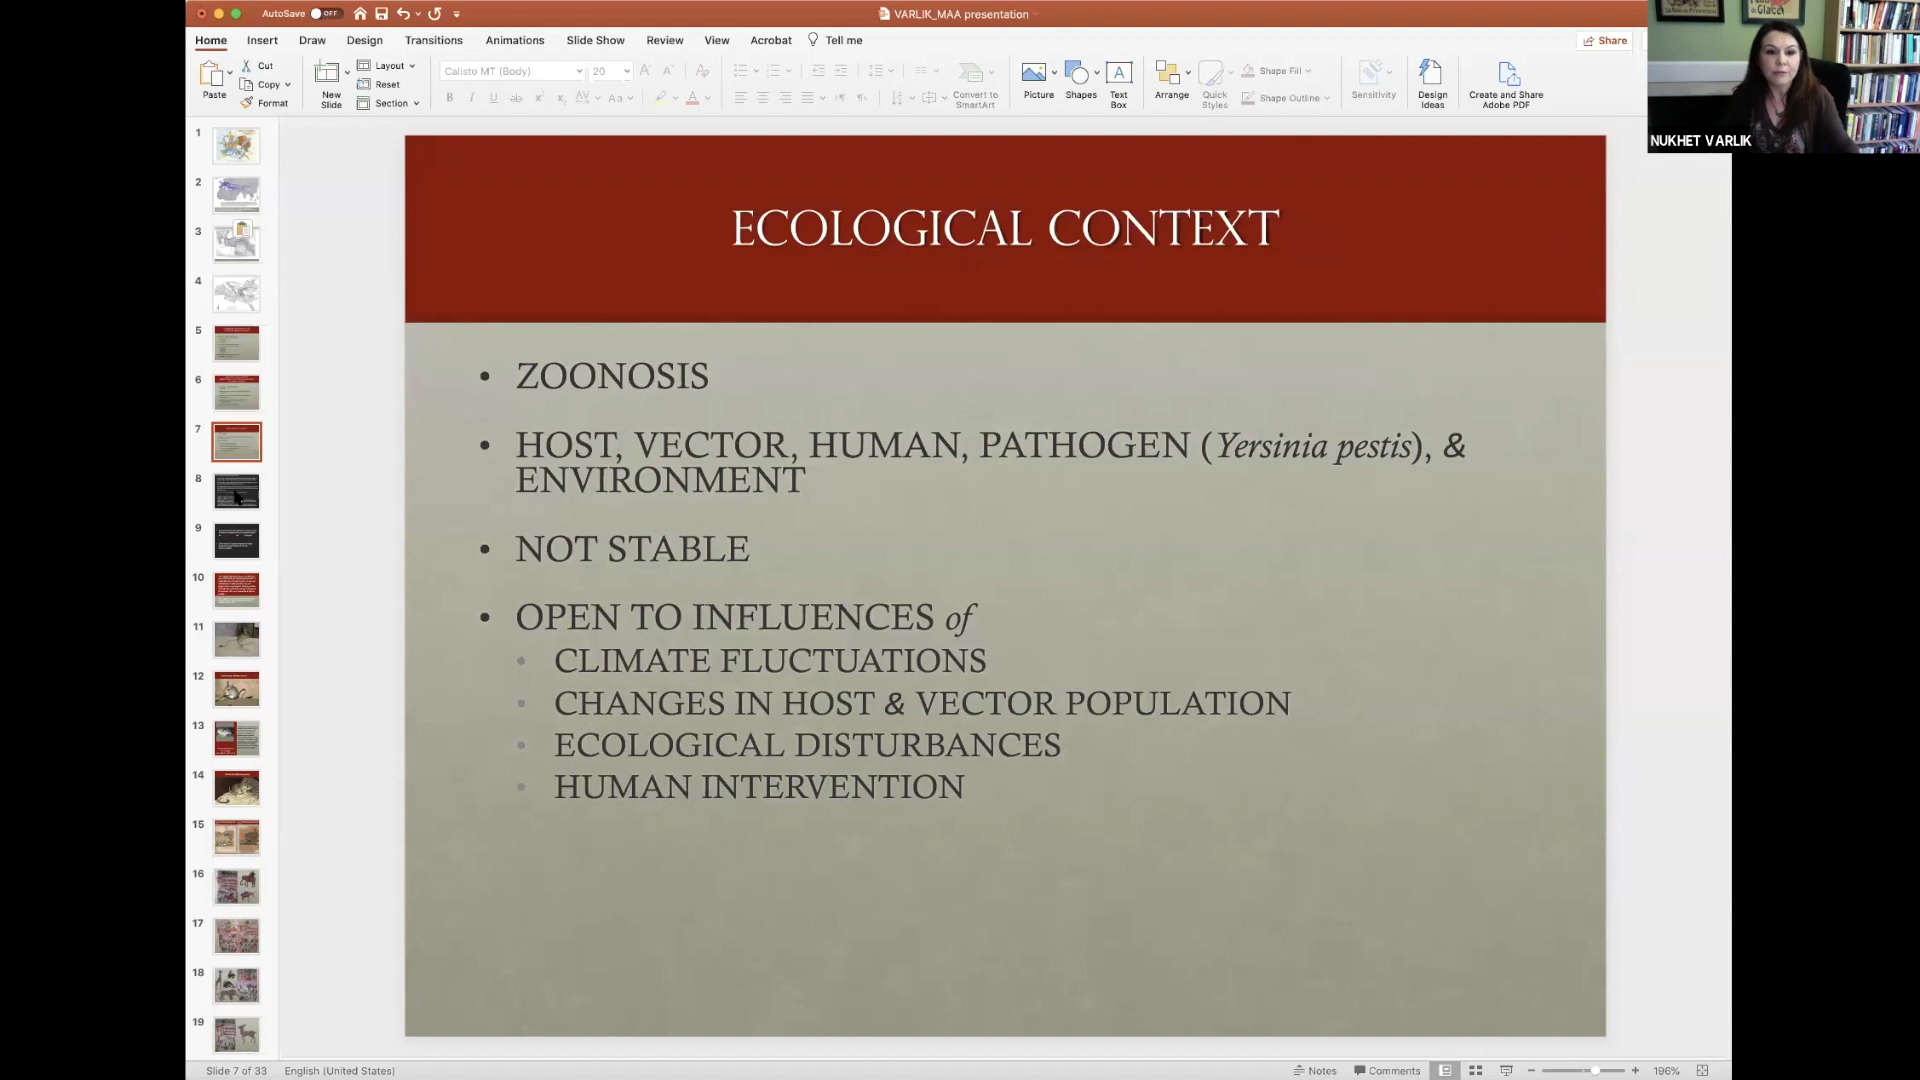 AutoSave OFF
VARLIK_MAA presentation
Home Insert Draw Design Transitions Animations Slide Show Review View Acrobat Tell me
Share
Paste
Cut
Copy
Format
New Slide
Layout
Reset
Section
Calisto MT (Body) 20
Convert to SmartArt
Picture
Shapes
Text Box
Arrange
Quick Styles
Shape Fill
Shape Outline
Sensitivity
Design Ideas
Create and Share Adobe PDF
NUKHET VARLIK
1
2
3
4
5
6
7
8
9
10
11
12
13
14
15
16
17
18
19
ECOLOGICAL CONTEXT
• ZOONOSIS
• HOST, VECTOR, HUMAN, PATHOGEN (Yersinia pestis), &
ENVIRONMENT
• NOT STABLE
• OPEN TO INFLUENCES of
• CLIMATE FLUCTUATIONS
• CHANGES IN HOST & VECTOR POPULATION
• ECOLOGICAL DISTURBANCES
• HUMAN INTERVENTION
Slide 7 of 33 English (United States) Notes Comments 196%